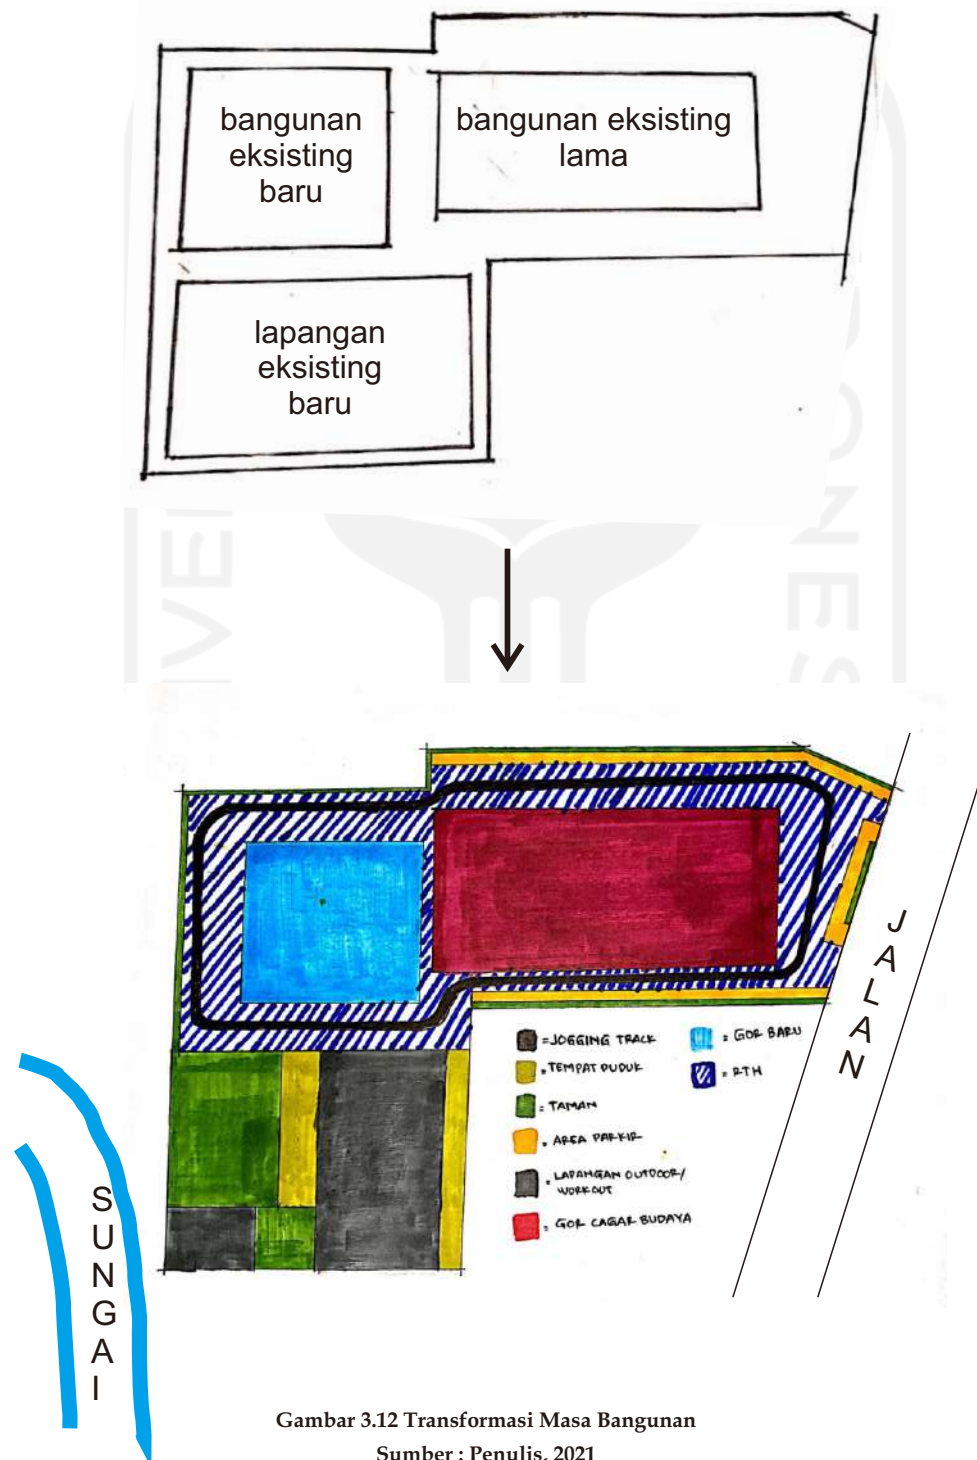 bangunan
eksisting
baru
bangunan eksisting
lama
lapangan
eksisting
baru
JALAN
= JOGGING TRACK
= TEMPAT DUDUK
= TAMAN
= AREA PARKIR
= LAPANGAN OUTDOOR/
WORKOUT
= GOR CAGAR BUDAYA
= GOR BARU
= RTH
SUNGAI
Gambar 3.12 Transformasi Masa Bangunan
Sumber : Penulis, 2021